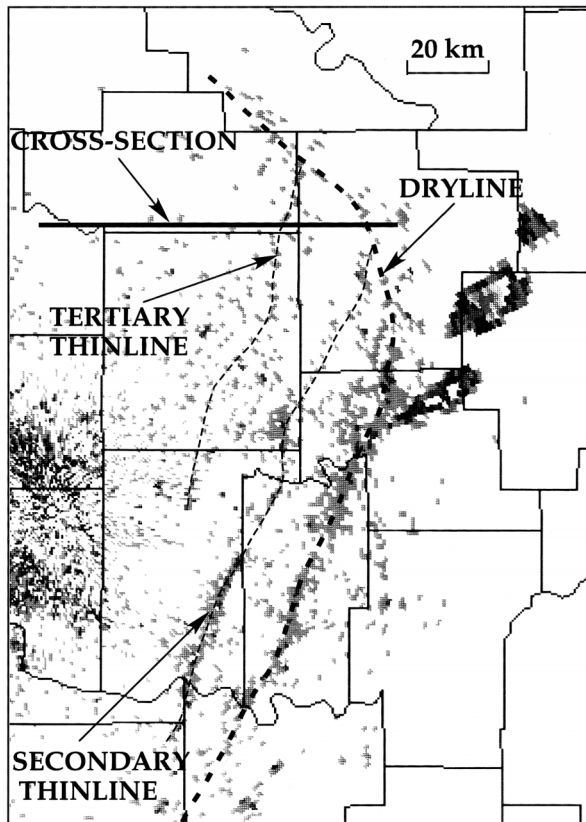 20 km
CROSS-SECTION
DRYLINE
TERTIARY
THINLINE
SECONDARY
THINLINE